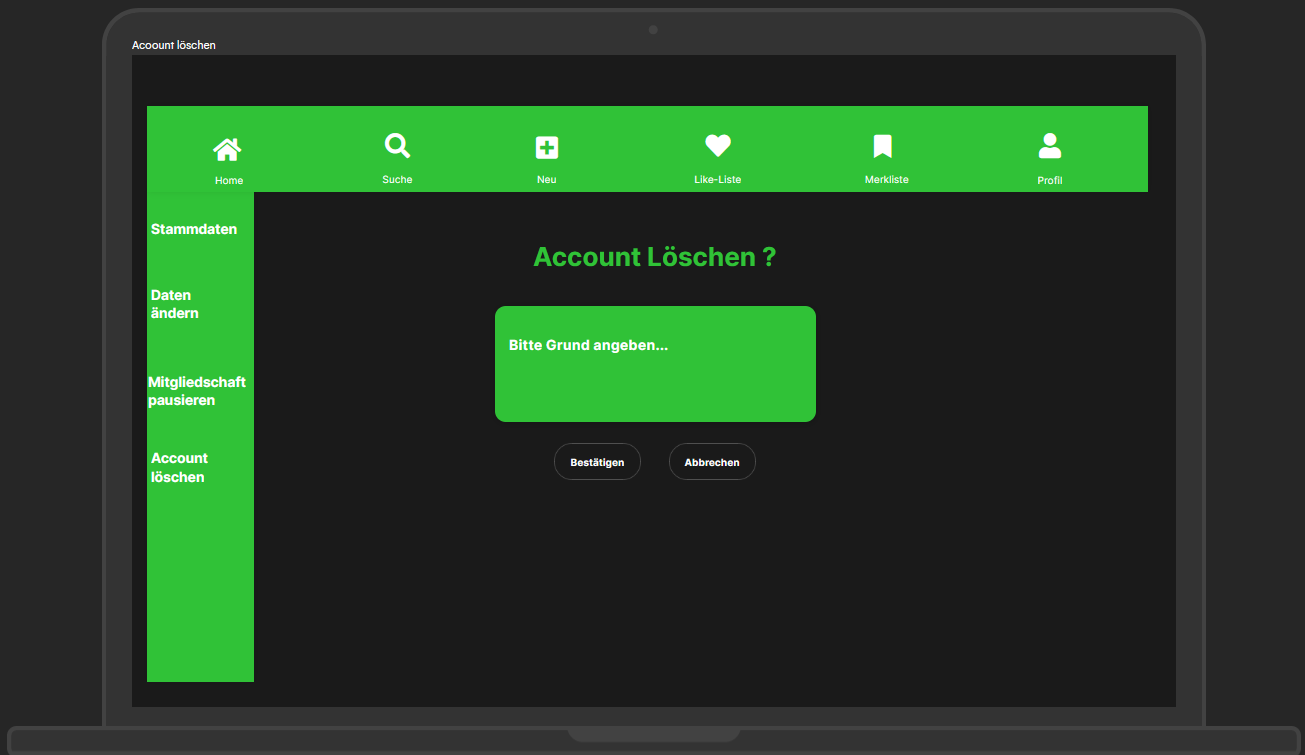 Acoount löschen
Home
Suche
Neu
Like-Liste
Merkliste
Profil
Stammdaten
Daten
ändern
Mitgliedschaft
pausieren
Account
löschen
Account Löschen ?
Bitte Grund angeben...
Bestätigen
Abbrechen